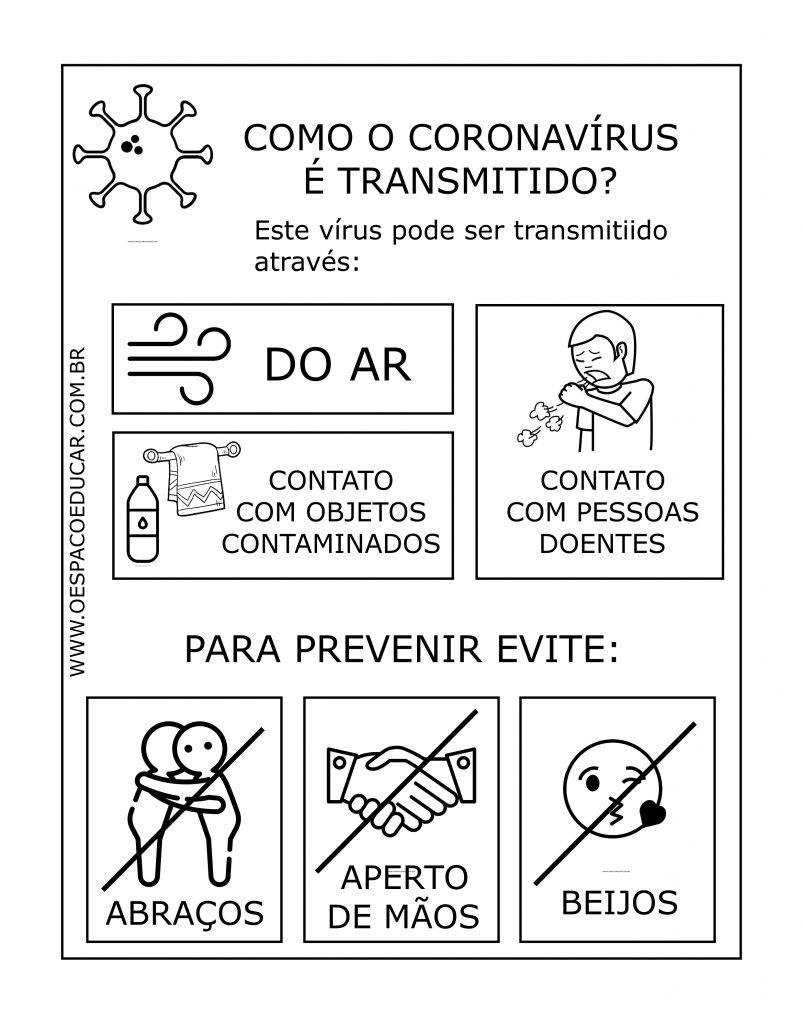 COMO O CORONAVÍRUS
É TRANSMITIDO?
Este vírus pode ser transmitiido
através:
DO AR
CONTATO
COM OBJETOS
CONTAMINADOS
CONTATO
COM PESSOAS
DOENTES
WWW.OESPACOEDUCAR.COM.BR
PARA PREVENIR EVITE:
ABRAÇOS
APERTO
DE MÃOS
BEIJOS